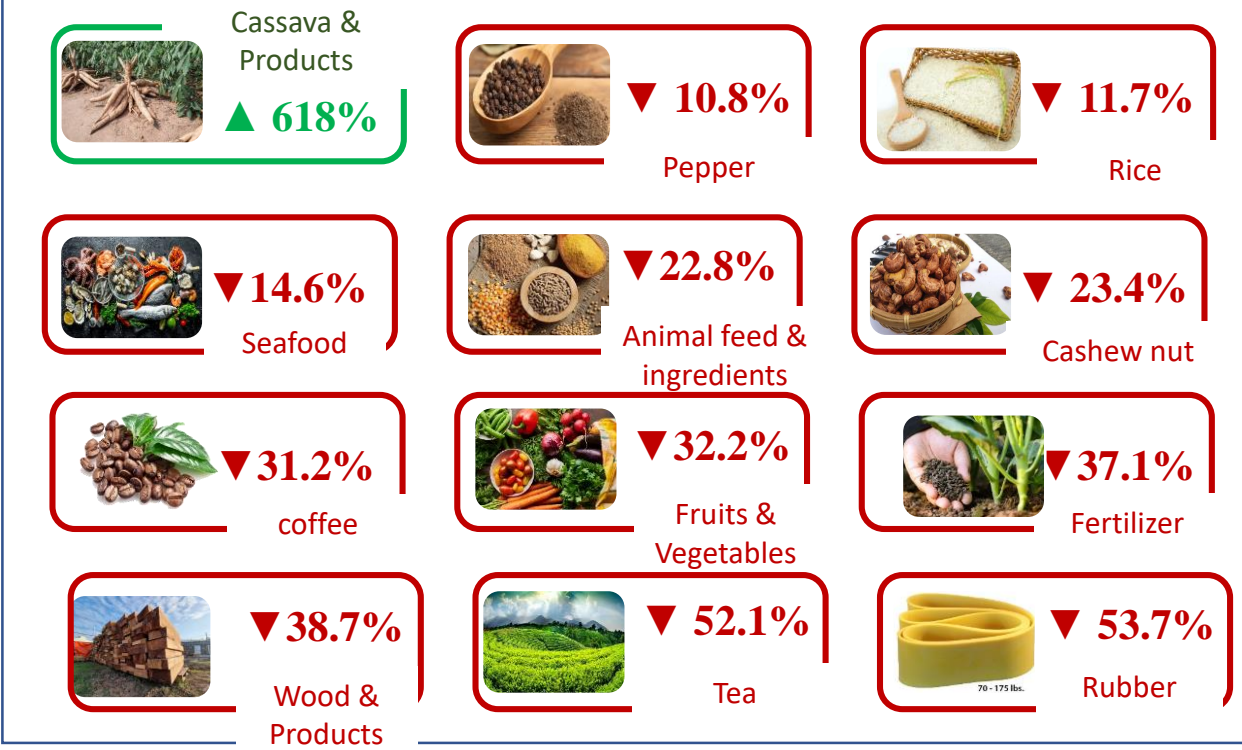 Cassava &
Products
▲ 618%
▼ 10.8%
Pepper
▼ 11.7%
Rice
▼14.6%
Seafood
▼22.8%
Animal feed &
ingredients
▼ 23.4%
Cashew nut
▼31.2%
coffee
▼32.2%
Fruits &
Vegetables
▼37.1%
Fertilizer
▼38.7%
Wood &
Products
▼ 52.1%
Tea
70 - 175 lbs.
▼ 53.7%
Rubber